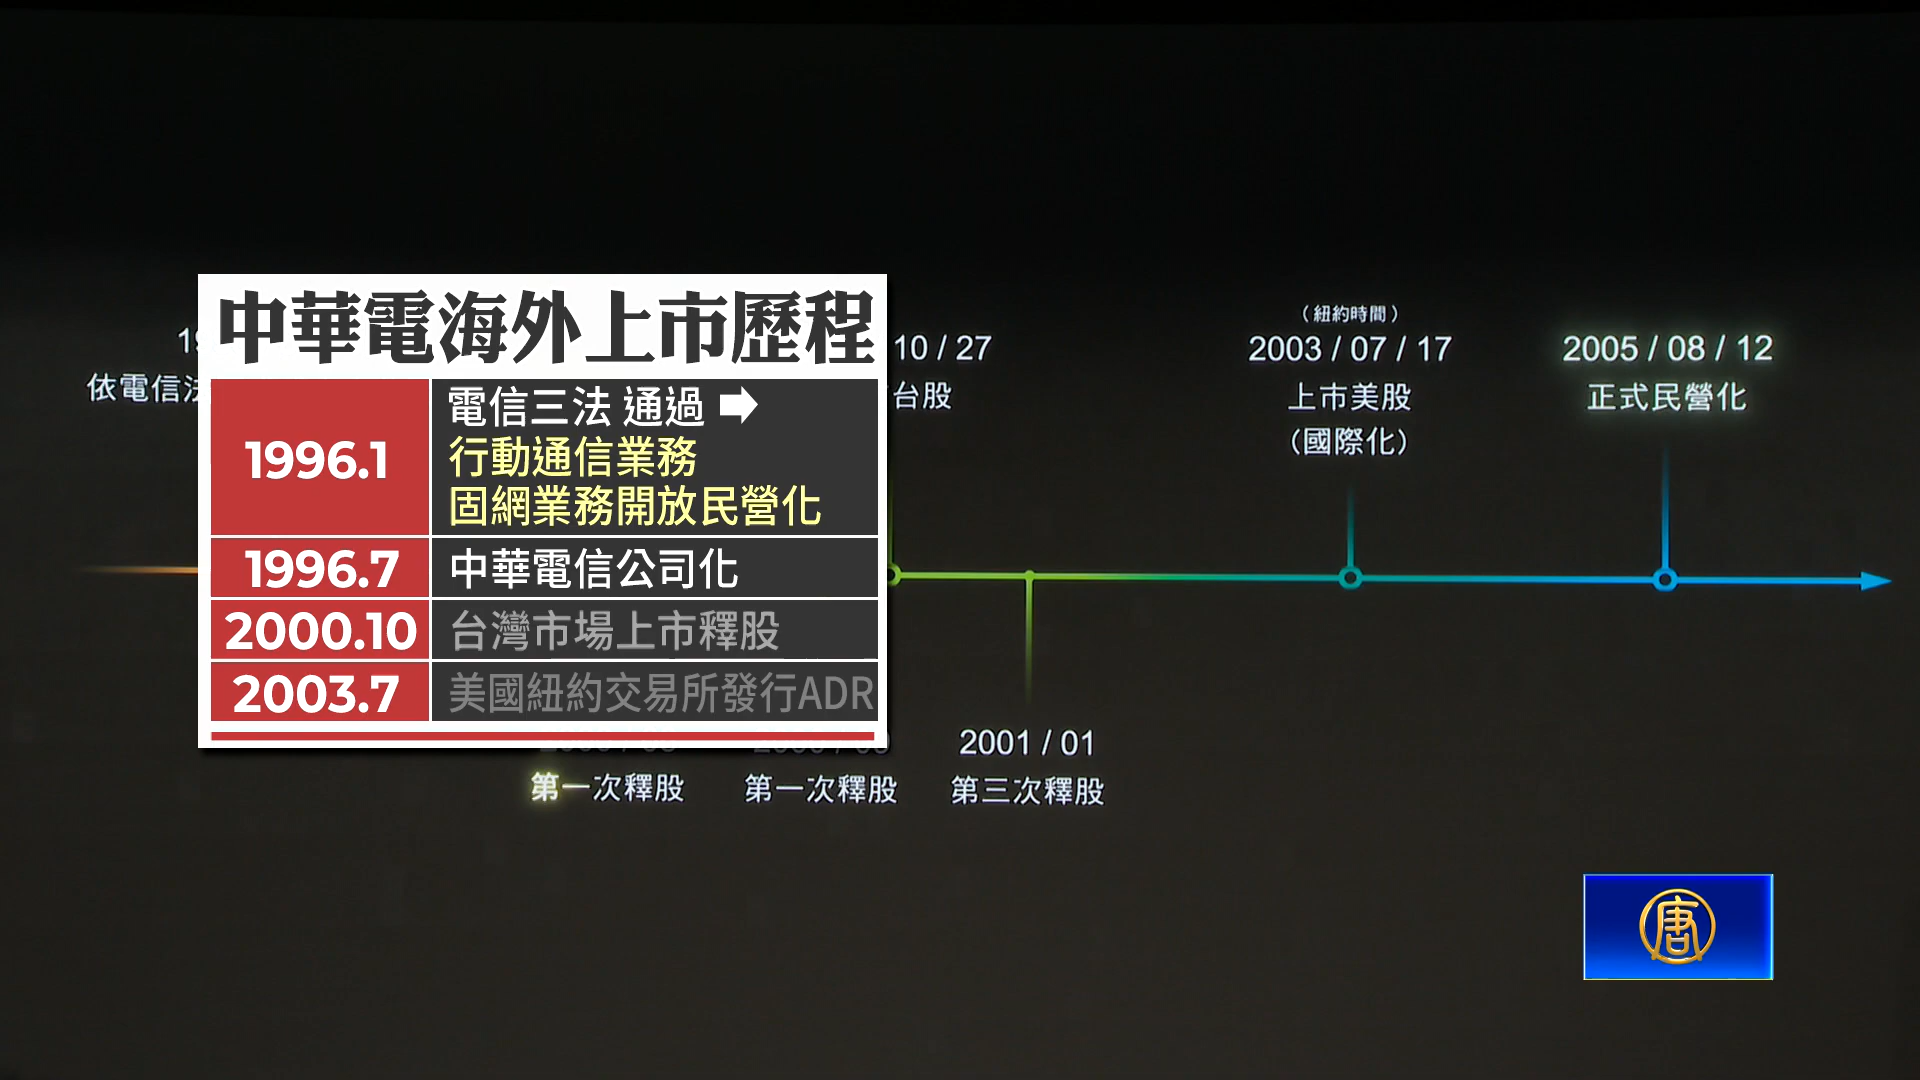 中華電海外上市歷程
1996.1
電信三法 通過
行動通信業務
固網業務開放民營化
1996.7
中華電信公司化
2000.10
台灣市場上市釋股
2003.7
美國紐約交易所發行ADR
依電信法
10 / 27
台股
（紐約時間）
2003 / 07 / 17
上市美股
（國際化）
2005 / 08 / 12
正式民營化
第一次釋股
第一次釋股
2001 / 01
第三次釋股
唐